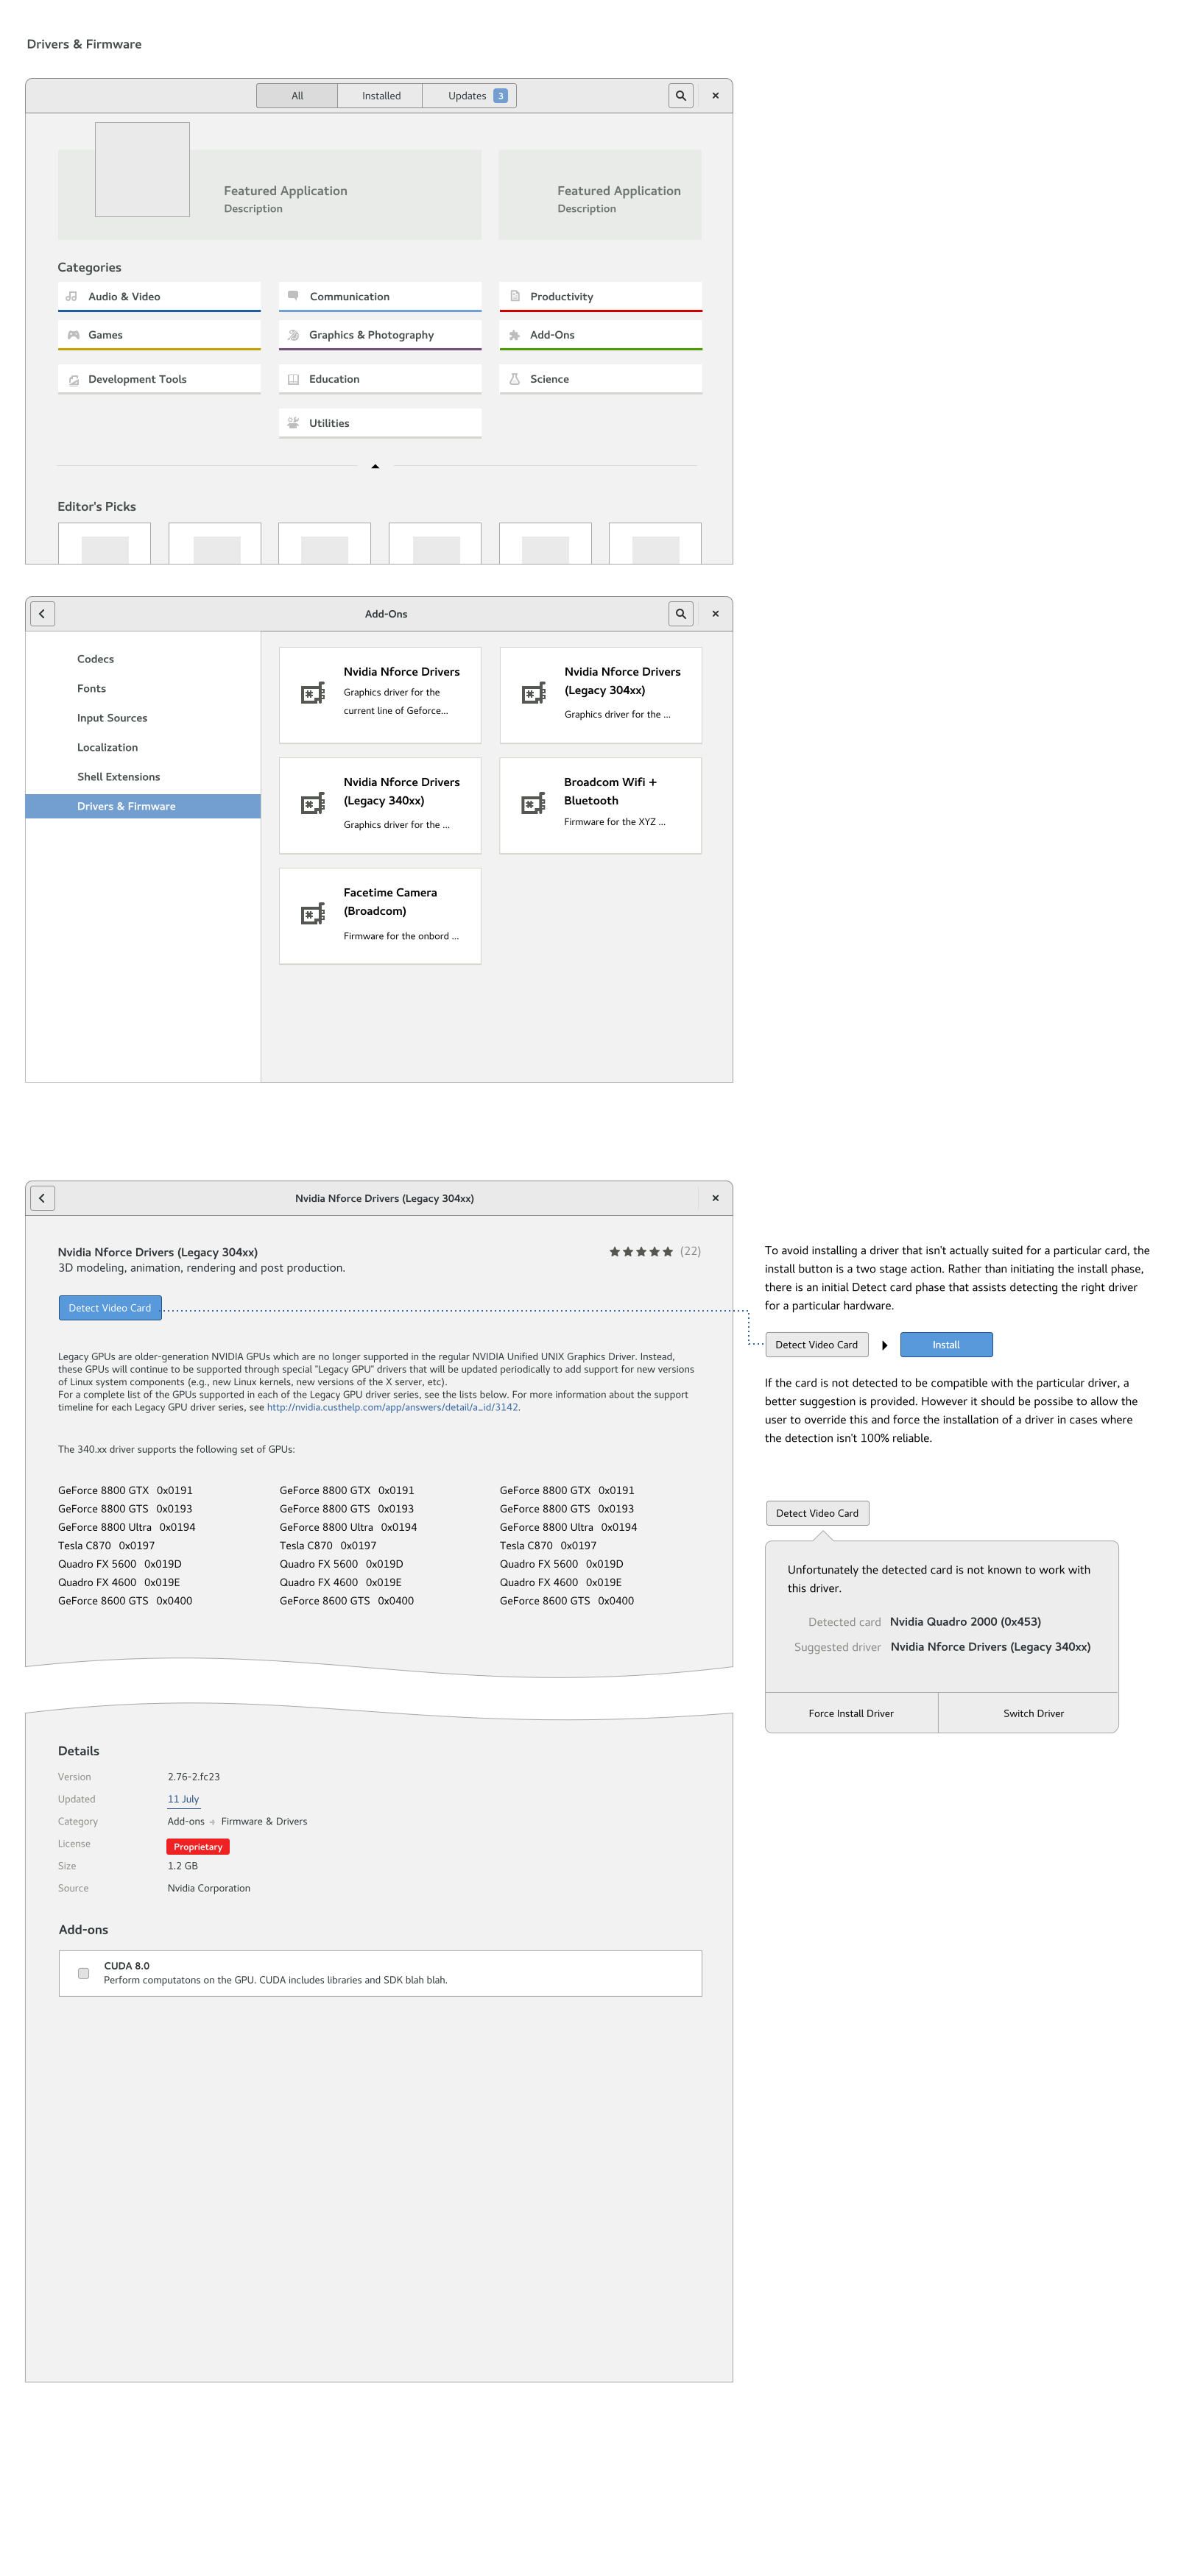 Drivers & Firmware
All Installed Updates 3
Featured Application
Description
Featured Application
Description
Categories
Audio & Video
Communication
Productivity
Games
Graphics & Photography
Add-Ons
Development Tools
Education
Science
Utilities
Editor's Picks
Add-Ons
Codecs
Fonts
Input Sources
Localization
Shell Extensions
Drivers & Firmware
Nvidia Nforce Drivers
Graphics driver for the
current line of Geforce...
Nvidia Nforce Drivers
(Legacy 304xx)
Graphics driver for the ...
Nvidia Nforce Drivers
(Legacy 340xx)
Graphics driver for the ...
Broadcom Wifi +
Bluetooth
Firmware for the XYZ ...
Facetime Camera
(Broadcom)
Firmware for the onbord ...
Nvidia Nforce Drivers (Legacy 304xx)
Nvidia Nforce Drivers (Legacy 304xx)
★★★★★ (22)
3D modeling, animation, rendering and post production.
Detect Video Card
Legacy GPUs are older-generation NVIDIA GPUs which are no longer supported in the regular NVIDIA Unified UNIX Graphics Driver. Instead,
these GPUs will continue to be supported through special "Legacy GPU" drivers that will be updated periodically to add support for new versions
of Linux system components (e.g., new Linux kernels, new versions of the X server, etc).
For a complete list of the GPUs supported in each of the Legacy GPU driver series, see the lists below. For more information about the support
timeline for each Legacy GPU driver series, see http://nvidia.custhelp.com/app/answers/detail/a_id/3142.
The 340.xx driver supports the following set of GPUs:
GeForce 8800 GTX 0x0191
GeForce 8800 GTS 0x0193
GeForce 8800 Ultra 0x0194
Tesla C870 0x0197
Quadro FX 5600 0x019D
Quadro FX 4600 0x019E
GeForce 8600 GTS 0x0400
GeForce 8800 GTX 0x0191
GeForce 8800 GTS 0x0193
GeForce 8800 Ultra 0x0194
Tesla C870 0x0197
Quadro FX 5600 0x019D
Quadro FX 4600 0x019E
GeForce 8600 GTS 0x0400
GeForce 8800 GTX 0x0191
GeForce 8800 GTS 0x0193
GeForce 8800 Ultra 0x0194
Tesla C870 0x0197
Quadro FX 5600 0x019D
Quadro FX 4600 0x019E
GeForce 8600 GTS 0x0400
To avoid installing a driver that isn't actually suited for a particular card, the
install button is a two stage action. Rather than initiating the install phase,
there is an initial Detect card phase that assists detecting the right driver
for a particular hardware.
Detect Video Card
Install
If the card is not detected to be compatible with the particular driver, a
better suggestion is provided. However it should be possibe to allow the
user to override this and force the installation of a driver in cases where
the detection isn't 100% reliable.
Detect Video Card
Unfortunately the detected card is not known to work with
this driver.
Detected card Nvidia Quadro 2000 (0x453)
Suggested driver Nvidia Nforce Drivers (Legacy 340xx)
Force Install Driver
Switch Driver
Details
Version 2.76-2.fc23
Updated 11 July
Category Add-ons Firmware & Drivers
License Proprietary
Size 1.2 GB
Source Nvidia Corporation
Add-ons
CUDA 8.0
Perform computatons on the GPU. CUDA includes libraries and SDK blah blah.